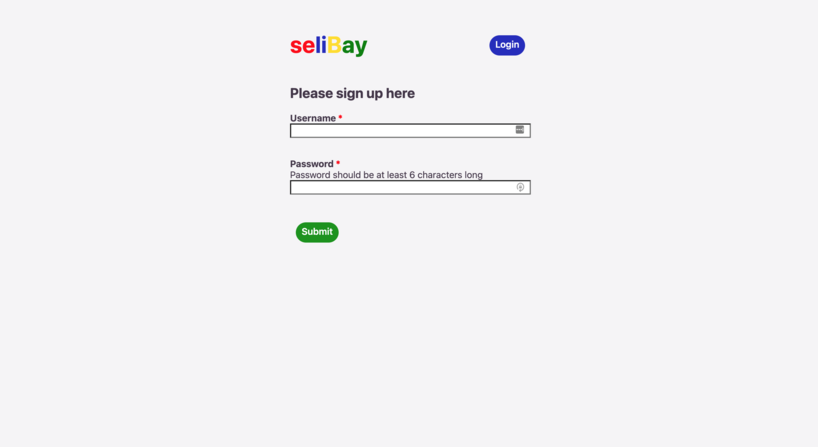 seliBay
Login
Please sign up here
Username *
Password *
Password should be at least 6 characters long
Submit